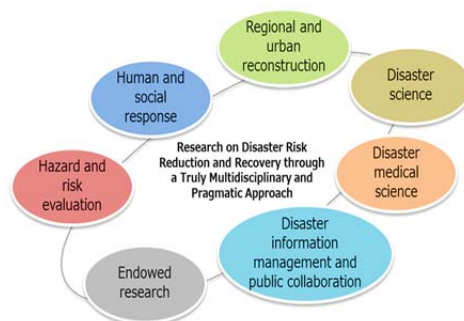 Regional and
urban
reconstruction
Human and
social
response
Disaster
science
Research on Disaster Risk
Reduction and Recovery through
a Truly Multidisciplinary and
Pragmatic Approach
Hazard and
risk
evaluation
Disaster
medical
science
Disaster
information
management and
public collaboration
Endowed
research